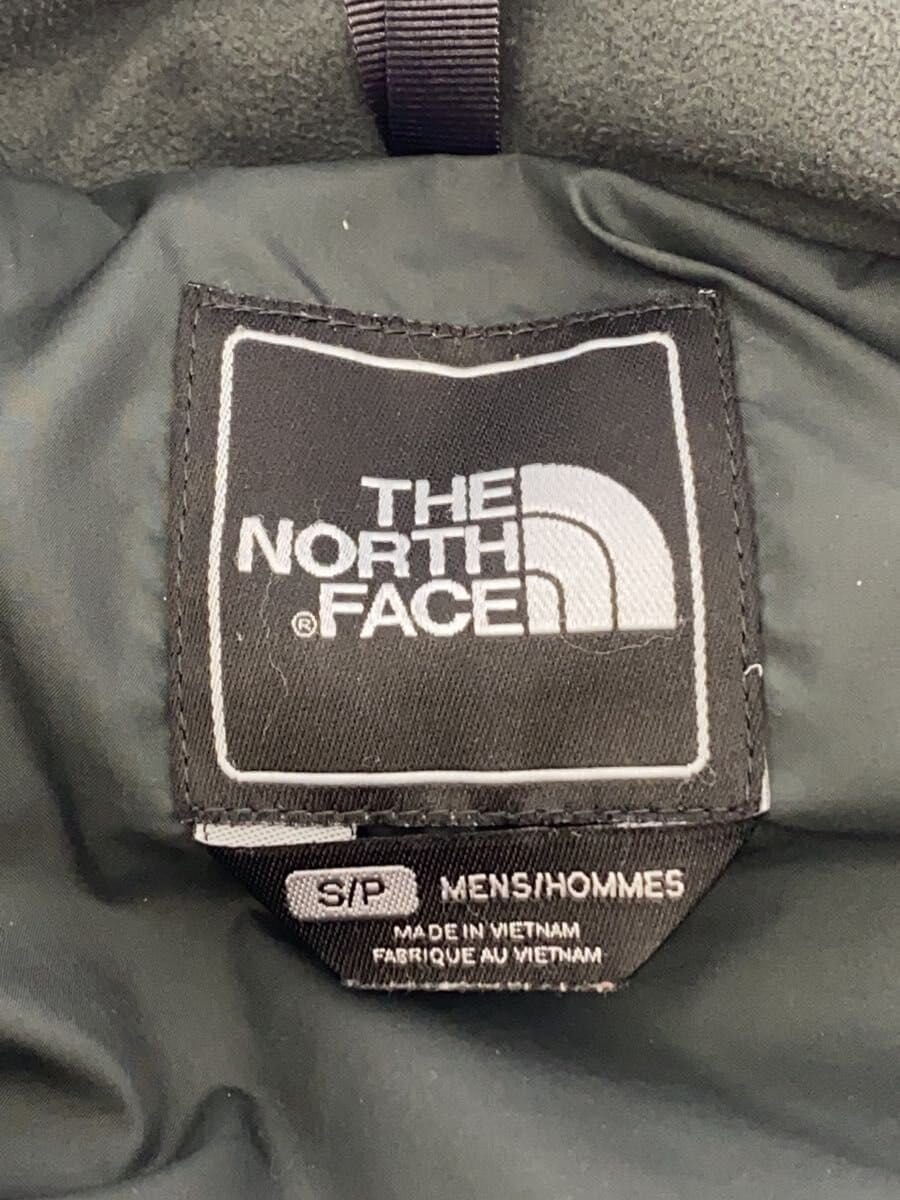 THE
NORTH
® FACE
S/P MENS/HOMMES
MADE IN VIETNAM
FABRIQUE AU VIETNAM